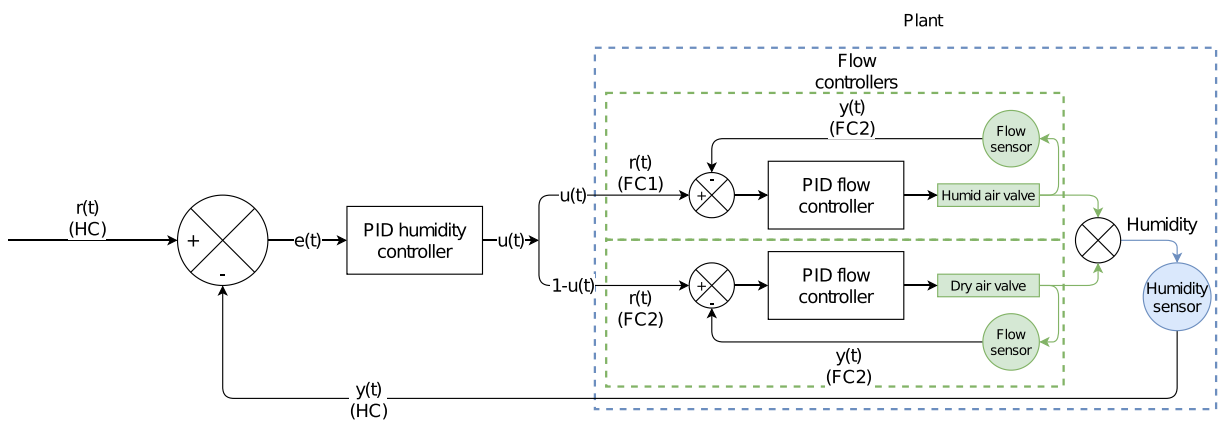 Plant
Flow
controllers
y(t)
(FC2)
Flow
sensor
r(t)
(FC1)
-
+
PID flow
controller
Humid air valve
u(t)
r(t)
(HC)
+
-
e(t)
PID humidity
controller
u(t)
Humidity
1-u(t)
r(t)
(FC2)
+
-
PID flow
controller
Dry air valve
Humidity
sensor
Flow
sensor
y(t)
(FC2)
y(t)
(HC)